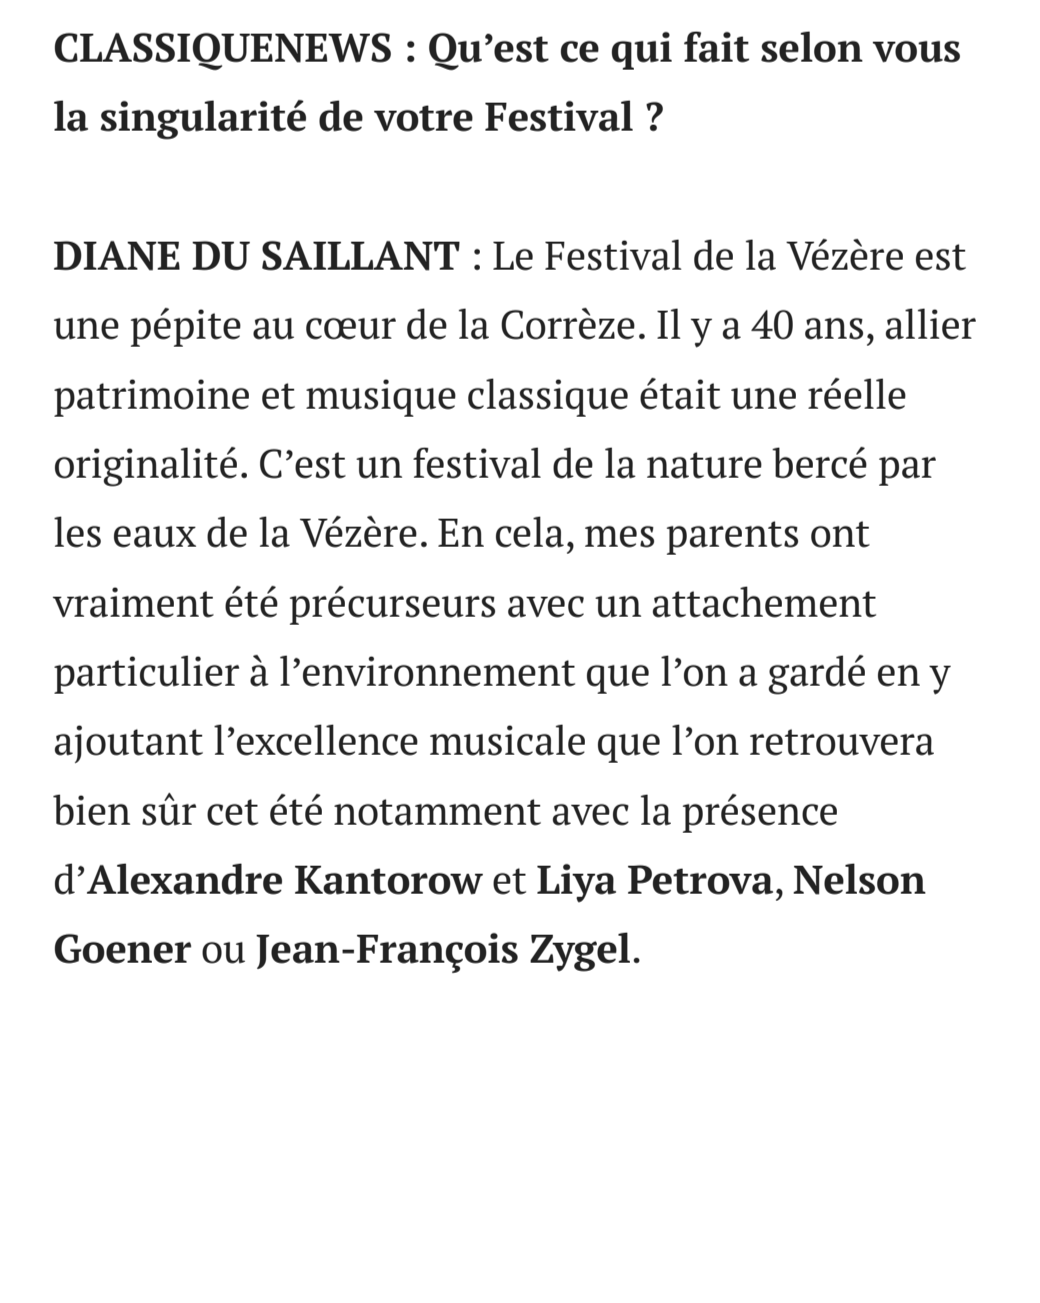 CLASSIQUENEWS : Qu’est ce qui fait selon vous
la singularité de votre Festival ?
DIANE DU SAILLANT : Le Festival de la Vézère est
une pépite au cœur de la Corrèze. Il y a 40 ans, allier
patrimoine et musique classique était une réelle
originalité. C’est un festival de la nature bercé par
les eaux de la Vézère. En cela, mes parents ont
vraiment été précurseurs avec un attachement
particulier à l’environnement que l’on a gardé en y
ajoutant l’excellence musicale que l’on retrouvera
bien sûr cet été notamment avec la présence
d’Alexandre Kantorow et Liya Petrova, Nelson
Goener ou Jean-François Zygel.